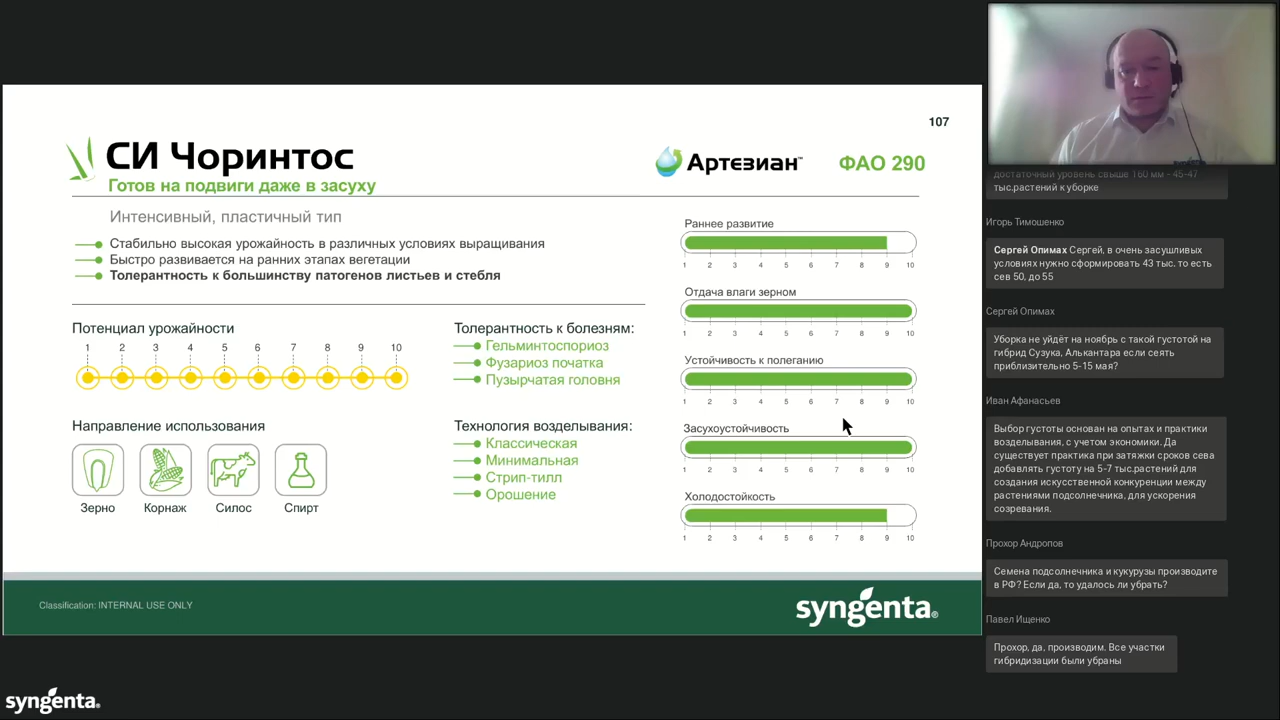 107
СИ Чоринтос
Готов на подвиги даже в засуху
Артезиан™
ФАО 290
Интенсивный, пластичный тип
Стабильно высокая урожайность в различных условиях выращивания
Быстро развивается на ранних этапах вегетации
Толерантность к большинству патогенов листьев и стебля
Потенциал урожайности
1 2 3 4 5 6 7 8 9 10
Направление использования
Зерно Корнаж Силос Спирт
Толерантность к болезням:
Гельминтоспориоз
Фузариоз початка
Пузырчатая головня
Технология возделывания:
Классическая
Минимальная
Стрип-тилл
Орошение
Раннее развитие
1 2 3 4 5 6 7 8 9 10
Отдача влаги зерном
1 2 3 4 5 6 7 8 9 10
Устойчивость к полеганию
1 2 3 4 5 6 7 8 9 10
Засухоустойчивость
1 2 3 4 5 6 7 8 9 10
Холодостойкость
1 2 3 4 5 6 7 8 9 10
Classification: INTERNAL USE ONLY
syngenta®
syngenta®
достаточный уровень свыше 160 мм - 45-47
тыс.растений к уборке
Игорь Тимошенко
Сергей Опимах Сергей, в очень засушливых
условиях нужно сформировать 43 тыс. то есть
сев 50, до 55
Сергей Опимах
Уборка не уйдёт на ноябрь с такой густотой на
гибрид Сузука, Алькантара если сеять
приблизительно 5-15 мая?
Иван Афанасьев
Выбор густоты основан на опытах и практики
возделывания, с учетом экономики. Да
существует практика при затяжки сроков сева
добавлять густоту на 5-7 тыс.растений для
создания искусственной конкуренции между
растениями подсолнечника, для ускорения
созревания.
Прохор Андропов
Семена подсолнечника и кукурузы производите
в РФ? Если да, то удалось ли убрать?
Павел Ищенко
Прохор, да, производим. Все участки
гибридизации были убраны